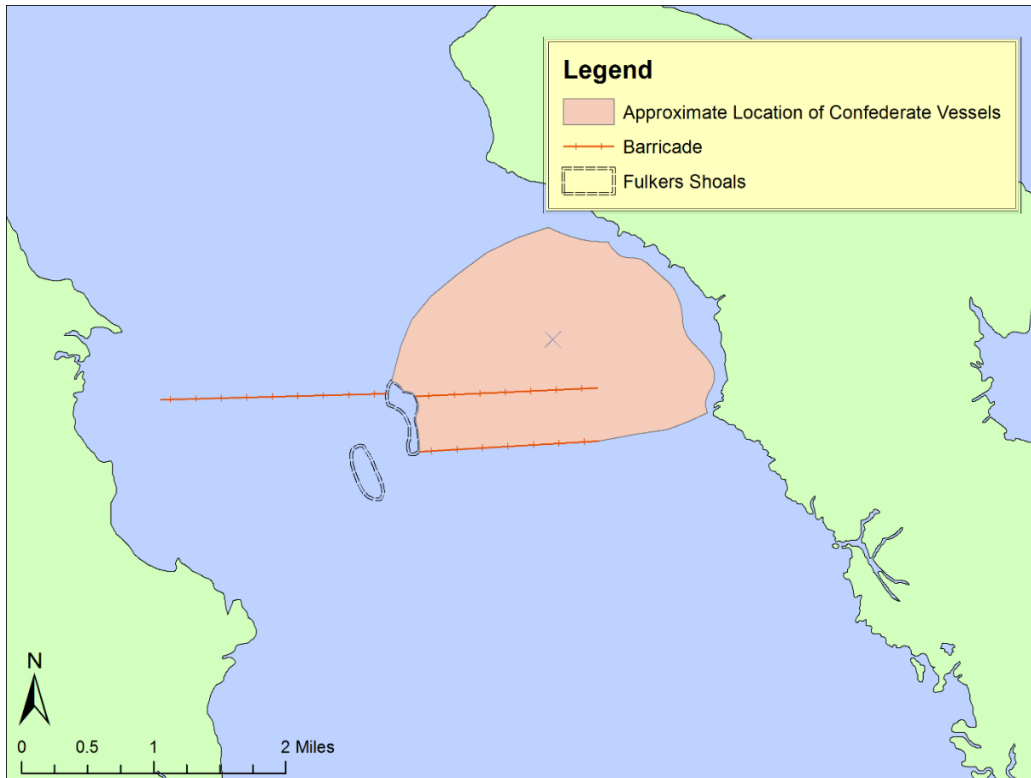 Legend
Approximate Location of Confederate Vessels
Barricade
Fulkers Shoals
N
0 0.5 1 2 Miles